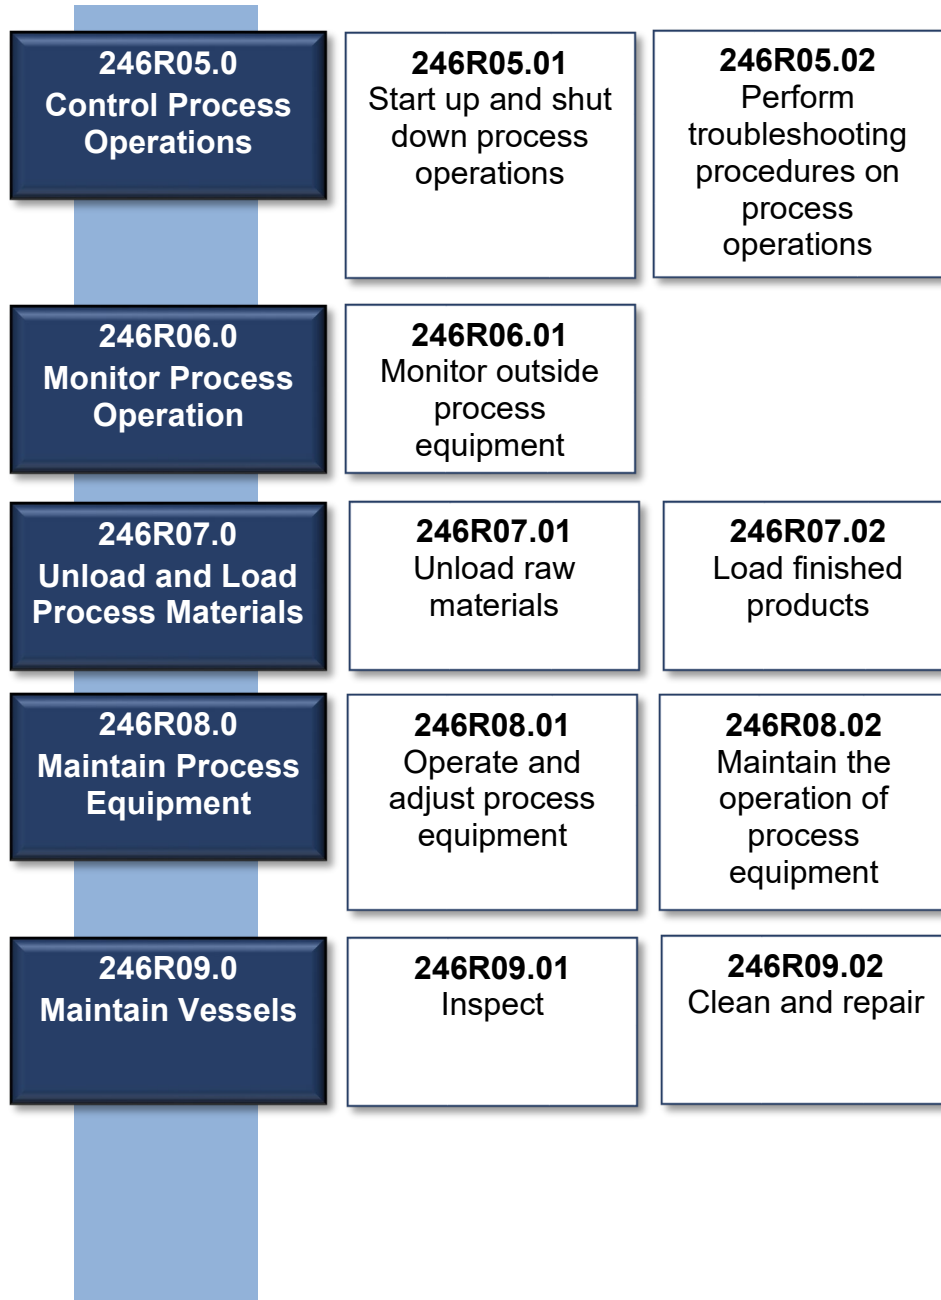 246R05.0
Control Process
Operations
246R05.01
Start up and shut
down process
operations
246R05.02
Perform
troubleshooting
procedures on
process
operations
246R06.0
Monitor Process
Operation
246R06.01
Monitor outside
process
equipment
246R07.0
Unload and Load
Process Materials
246R07.01
Unload raw
materials
246R07.02
Load finished
products
246R08.0
Maintain Process
Equipment
246R08.01
Operate and
adjust process
equipment
246R08.02
Maintain the
operation of
process
equipment
246R09.0
Maintain Vessels
246R09.01
Inspect
246R09.02
Clean and repair